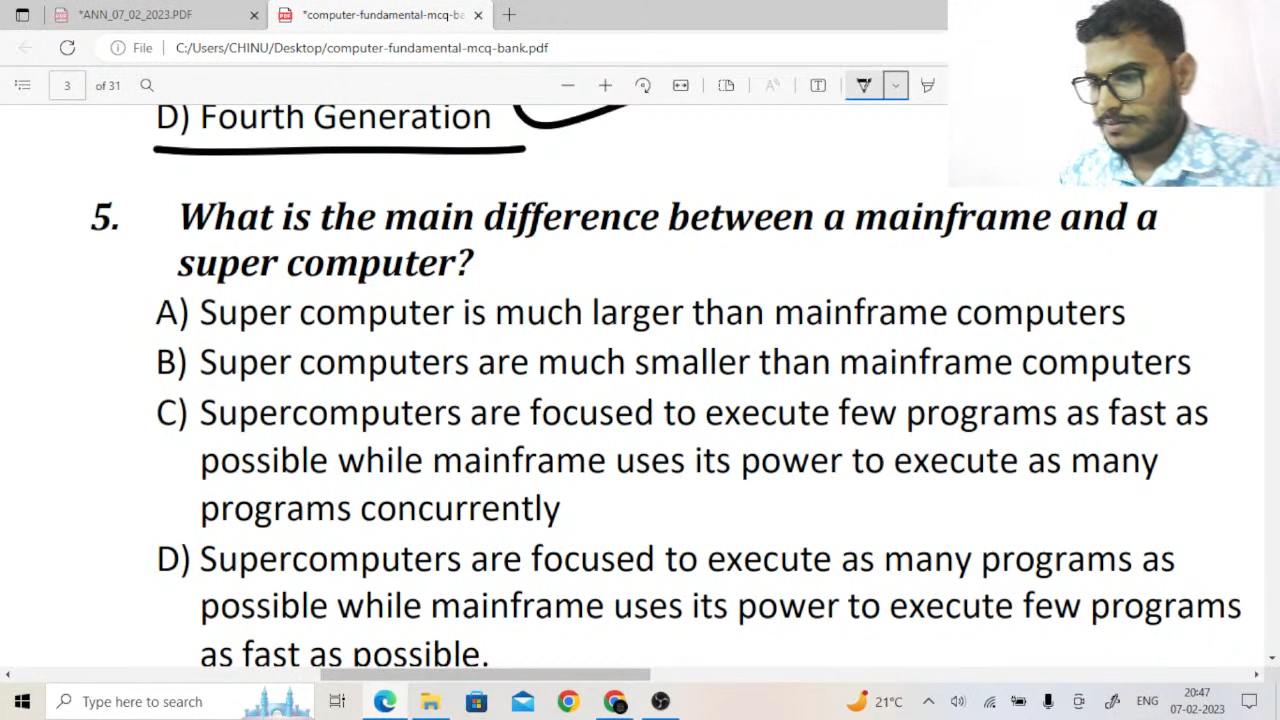 *ANN_07_02_2023.PDF
*computer-fundamental-mcq-ba
File C:/Users/CHINU/Desktop/computer-fundamental-mcq-bank.pdf
3 of 31
D) Fourth Generation
5. What is the main difference between a mainframe and a
super computer?
A) Super computer is much larger than mainframe computers
B) Super computers are much smaller than mainframe computers
C) Supercomputers are focused to execute few programs as fast as
possible while mainframe uses its power to execute as many
programs concurrently
D) Supercomputers are focused to execute as many programs as
possible while mainframe uses its power to execute few programs
as fast as possible.
Type here to search
21°C
ENG
20:47
07-02-2023